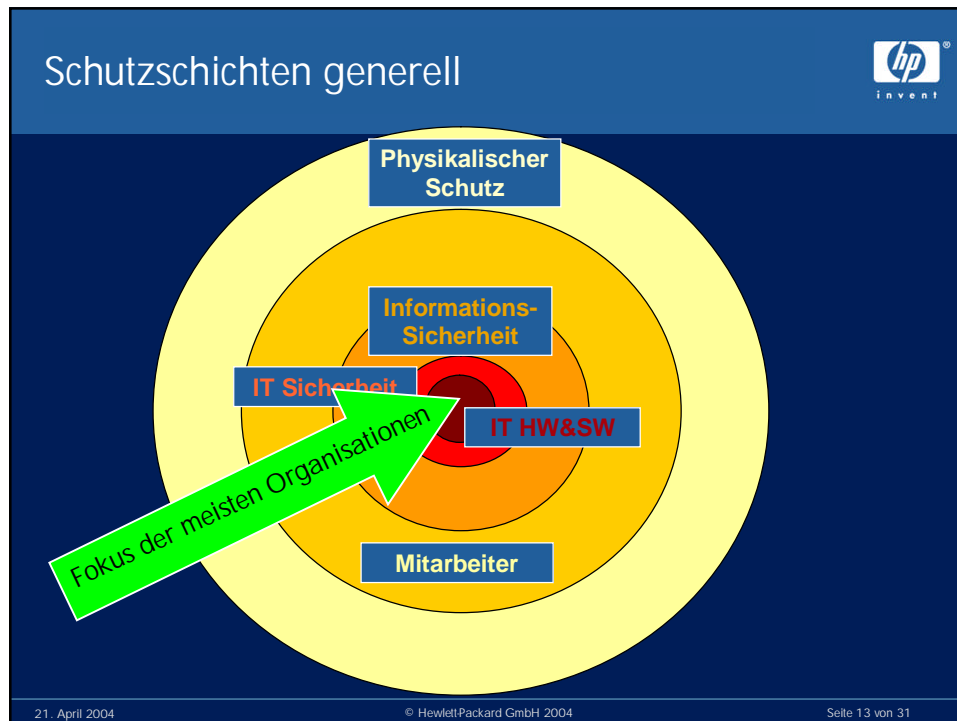 Schutzschichten generell
hp
®
invent
Physikalischer
Schutz
Informations-
Sicherheit
IT Sicherheit
IT HW&SW
Fokus der meisten Organisationen
Mitarbeiter
21. April 2004
© Hewlett-Packard GmbH 2004
Seite 13 von 31